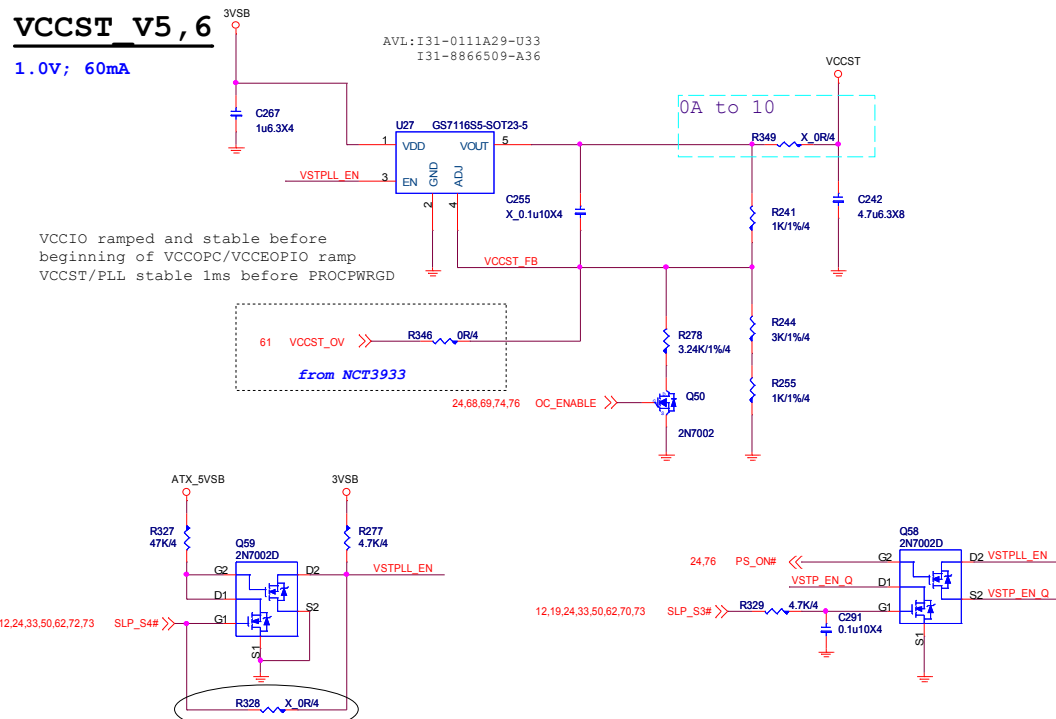 VCCST_V5,6
1.0V; 60mA
3VSB
AVL:I31-0111A29-U33
I31-8866509-A36
VCCST
C267
1u6.3X4
0A to 10
R349
X_0R/4
U27
GS7116S5-SOT23-5
1
VDD
VOUT
5
VSTPLL_EN
3
EN
GND
ADJ
2
4
C255
X_0.1u10X4
R241
1K/1%/4
C242
4.7u6.3X8
VCCIO ramped and stable before
beginning of VCCOPC/VCCEOPIO ramp
VCCST/PLL stable 1ms before PROCPWRGD
VCCST_FB
61
VCCST_OV
R346
0R/4
from NCT3933
R278
3.24K/1%/4
R244
3K/1%/4
R255
1K/1%/4
24,68,69,74,76
OC_ENABLE
Q50
2N7002
ATX_5VSB
3VSB
R327
47K/4
Q59
2N7002D
R277
4.7K/4
G2
D2
VSTPLL_EN
D1
S2
12,24,33,50,62,72,73
SLP_S4#
G1
S1
R328
X_0R/4
Q58
2N7002D
24,76
PS_ON#
G2
D2
VSTPLL_EN
VSTP_EN_Q
D1
S2
VSTP_EN_Q
12,19,24,33,50,62,70,73
SLP_S3#
R329
4.7K/4
G1
C291
0.1u10X4
S1